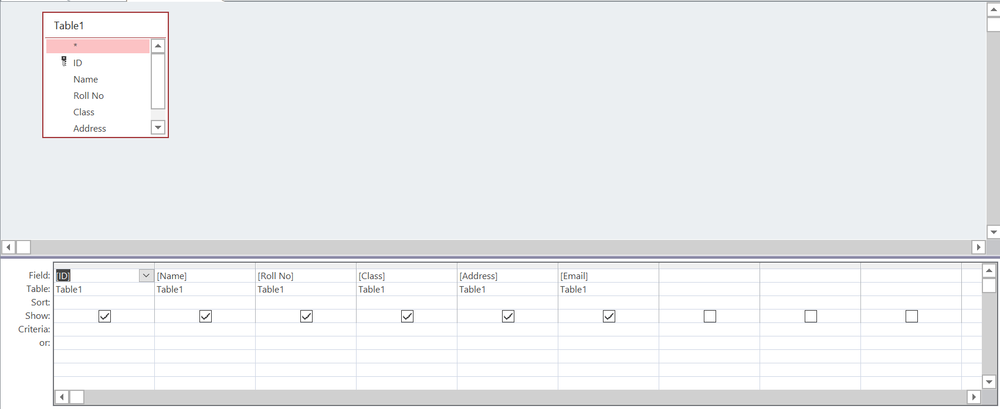 Table1
*
ID
Name
Roll No
Class
Address
Field: [ID] [Name] [Roll No] [Class] [Address] [Email]
Table: Table1 Table1 Table1 Table1 Table1 Table1
Sort:
Show:
Criteria:
or: